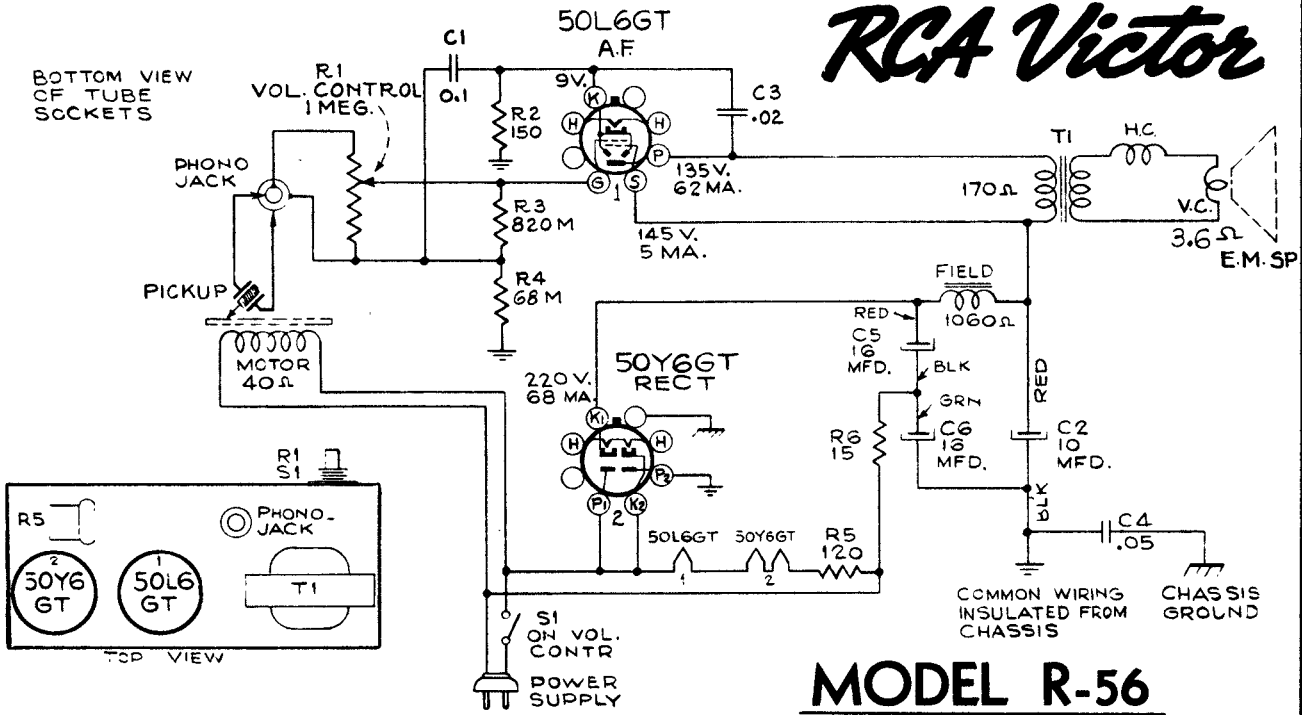 RCA Victor
50L6GT
A.F.
BOTTOM VIEW
OF TUBE
SOCKETS
R1
VOL. CONTROL
1 MEG.
C1
0.1
R2
150
9V.
K
H
H
P
G
S
1
C3
.02
135 V.
62 MA.
145 V.
5 MA.
T1
170Ω
H.C.
V.C.
3.6 Ω
E.M. SP
PHONO
JACK
R3
820 M
R4
68 M
PICKUP
MOTOR
40Ω
FIELD
1060Ω
RED
C5
16
MFD.
BLK
GRN
C6
16
MFD.
RED
C2
10
MFD.
BLK
50Y6GT
RECT
220 V.
68 MA.
K1
H
H
P2
P1
K2
2
R6
15
50L6GT
1
50Y6GT
2
R5
120
C4
.05
COMMON WIRING
INSULATED FROM
CHASSIS
CHASSIS
GROUND
S1
ON VOL.
CONTR
POWER
SUPPLY
R1
S1
R5
PHONO-
JACK
2
50Y6
GT
1
50L6
GT
T1
TOP VIEW
MODEL R-56